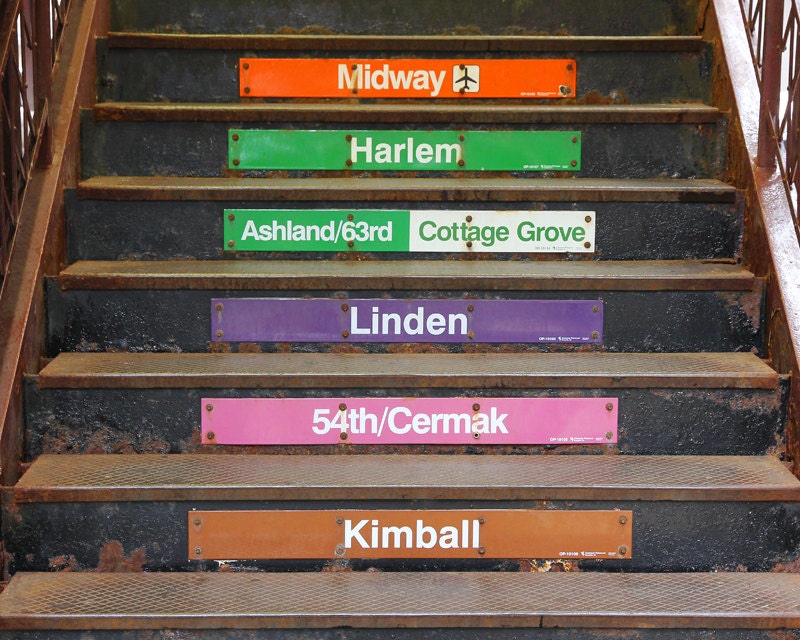 Midway
Harlem
Ashland/63rd Cottage Grove
Linden
54th/Cermak
Kimball